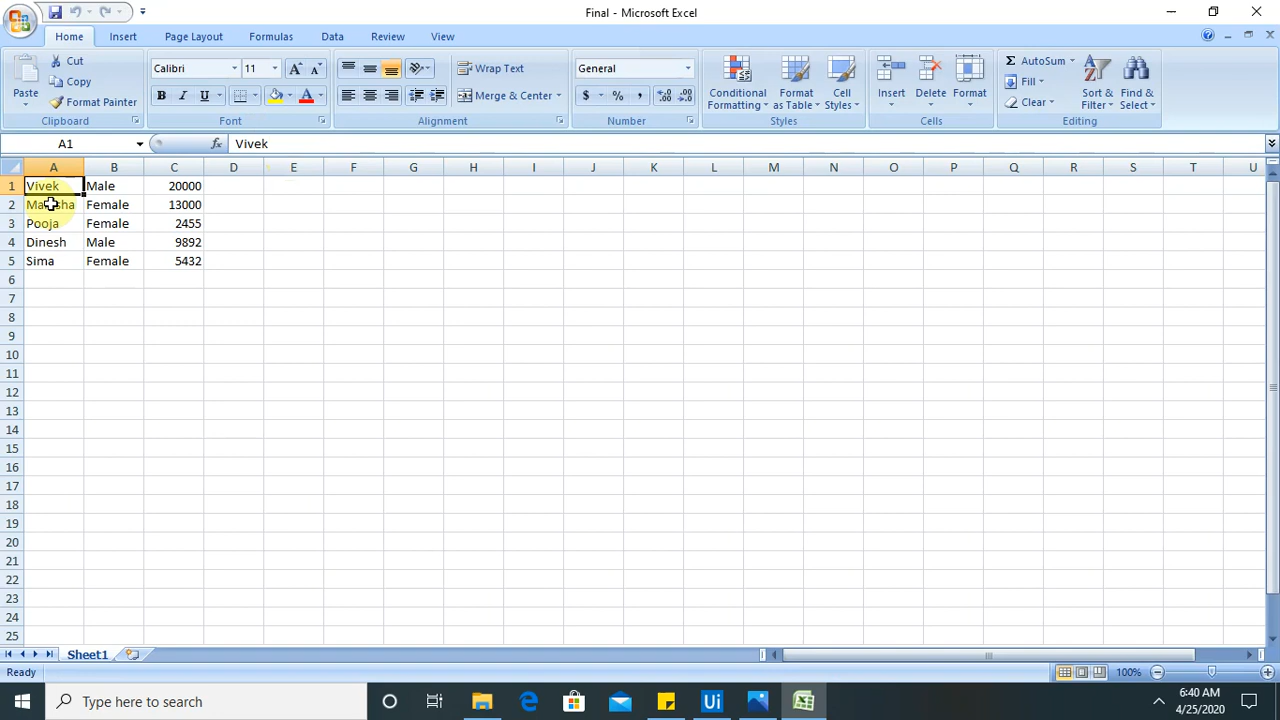 Final - Microsoft Excel
Home Insert Page Layout Formulas Data Review View
Paste
Cut
Copy
Format Painter
Clipboard
Calibri 11
B I U
Font
Wrap Text
Merge & Center
Alignment
General
$ % ,
Number
Conditional Formatting
Format as Table
Cell Styles
Styles
Insert
Delete
Format
Cells
Σ AutoSum
Fill
Clear
Sort & Filter
Find & Select
Editing
A1 fx Vivek
A B C D E F G H I J K L M N O P Q R S T U
1 Vivek Male 20000
2 Female 13000
3 Pooja Female 2455
4 Dinesh Male 9892
5 Sima Female 5432
6
7
8
9
10
11
12
13
14
15
16
17
18
19
20
21
22
23
24
25
Sheet1
Ready 100%
Type here to search
Ui
6:40 AM
4/25/2020